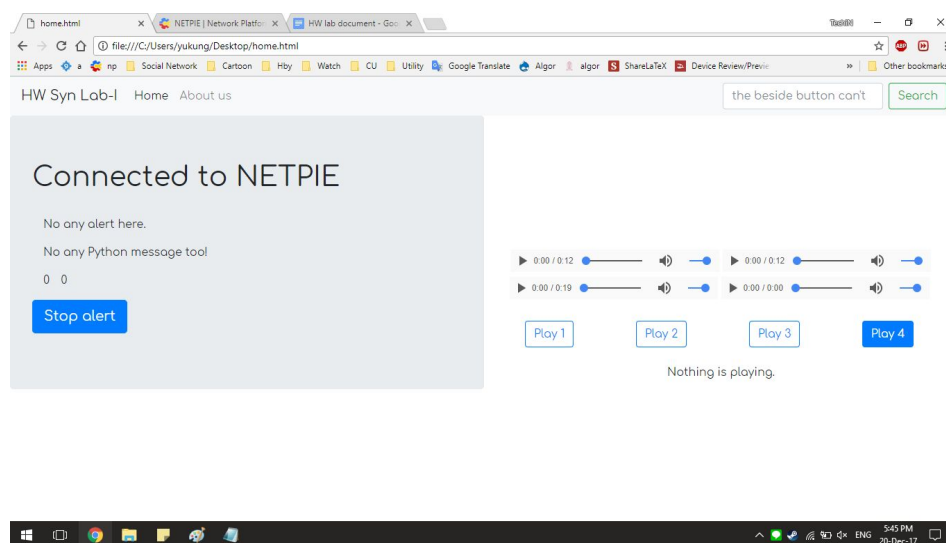 home.html
NETPIE | Network Platfor
HW lab document - Goo
file:///C:/Users/yukung/Desktop/home.html
ABP
Apps a np Social Network Cartoon Hby Watch CU Utility Google Translate Algor algor ShareLaTeX Device Review/Previe » Other bookmarks
HW Syn Lab-I Home About us the beside button can't Search
Connected to NETPIE
No any alert here.
No any Python message too!
0 0
Stop alert
0:00 / 0:12 0:00 / 0:12
0:00 / 0:19 0:00 / 0:00
Play 1 Play 2 Play 3 Play 4
Nothing is playing.
ENG 5:45 PM
20-Dec-17